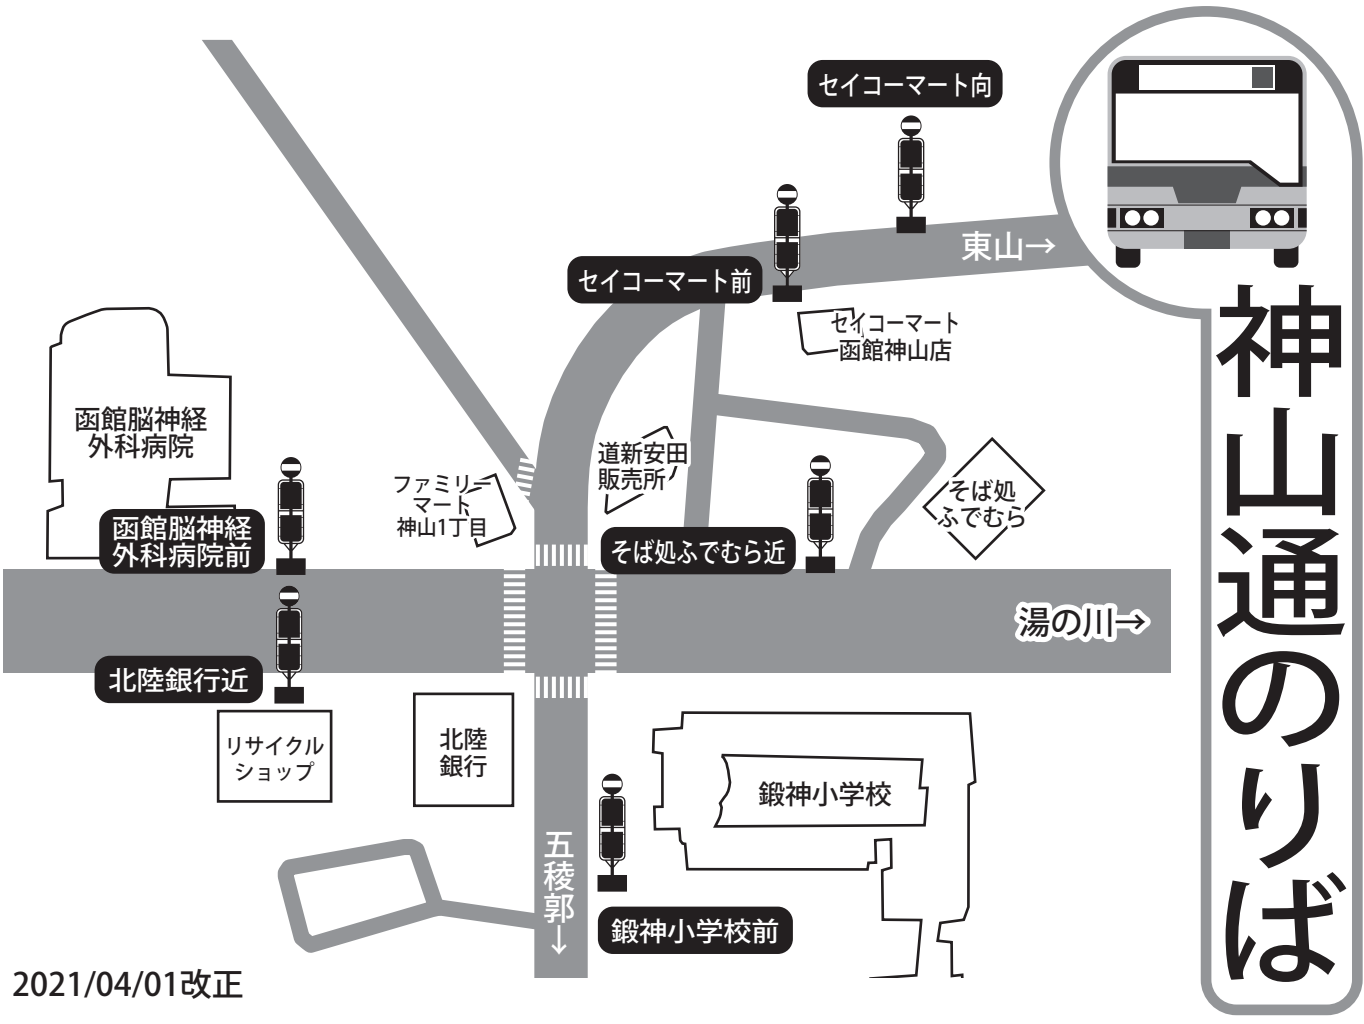 セイコーマート向
東山→
セイコーマート前
セイコーマート
函館神山店
函館脳神経
外科病院
道新安田
販売所
ファミリー
マート
神山1丁目
そば処
ふでむら
函館脳神経
外科病院前
そば処ふでむら近
湯の川→
北陸銀行近
リサイクル
ショップ
北陸
銀行
鍛神小学校
五稜郭→
鍛神小学校前
2021/04/01改正
神山通のりば